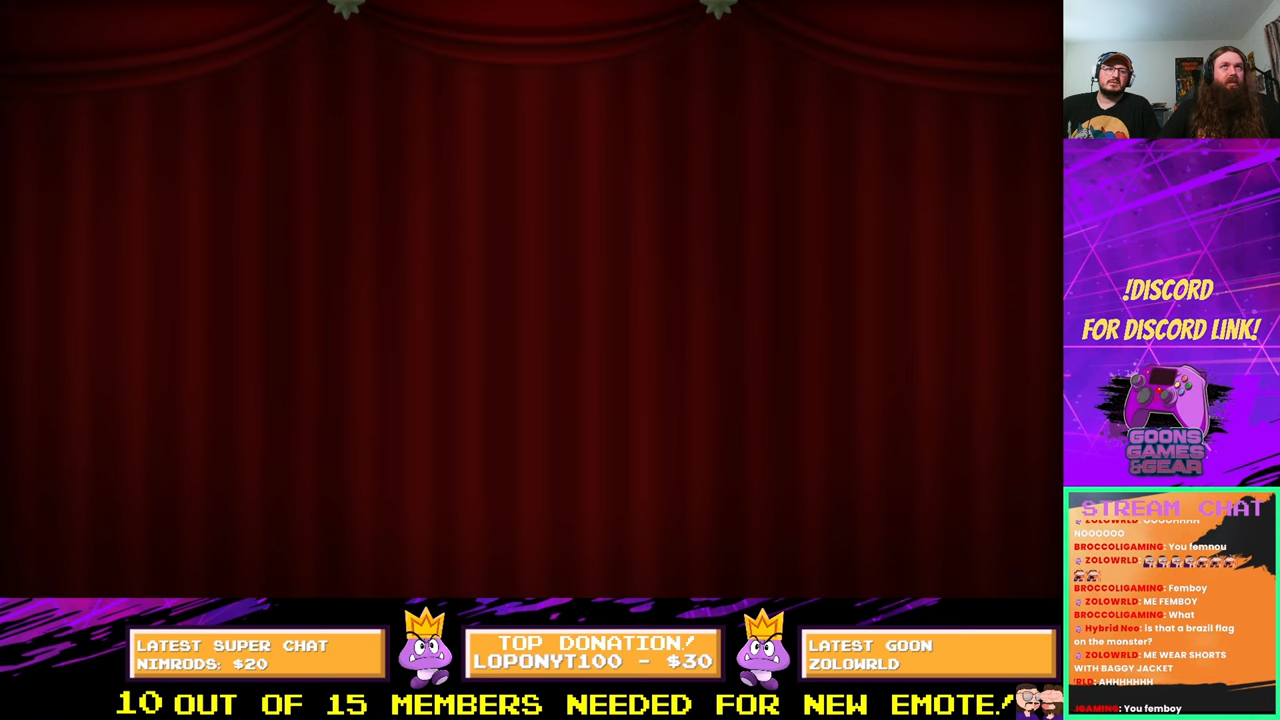 !DISCORD
FOR DISCORD LINK!
GOONS
GAMES
&GEAR
STREAM CHAT
NOOOOOO
BROCCOLIGAMING: You femnou
ZOLOWRLD:
BROCCOLIGAMING: Femboy
ZOLOWRLD: ME FEMBOY
BROCCOLIGAMING: What
Hybrid Neo: is that a brazil flag
on the monster?
ZOLOWRLD: ME WEAR SHORTS
WITH BAGGY JACKET
RLD: AHHHHHHH
IGAMING: You femboy
LATEST SUPER CHAT
NIMRODS: $20
TOP DONATION!
LOPONYT100 - $30
LATEST GOON
ZOLOWRLD
10 OUT OF 15 MEMBERS NEEDED FOR NEW EMOTE!